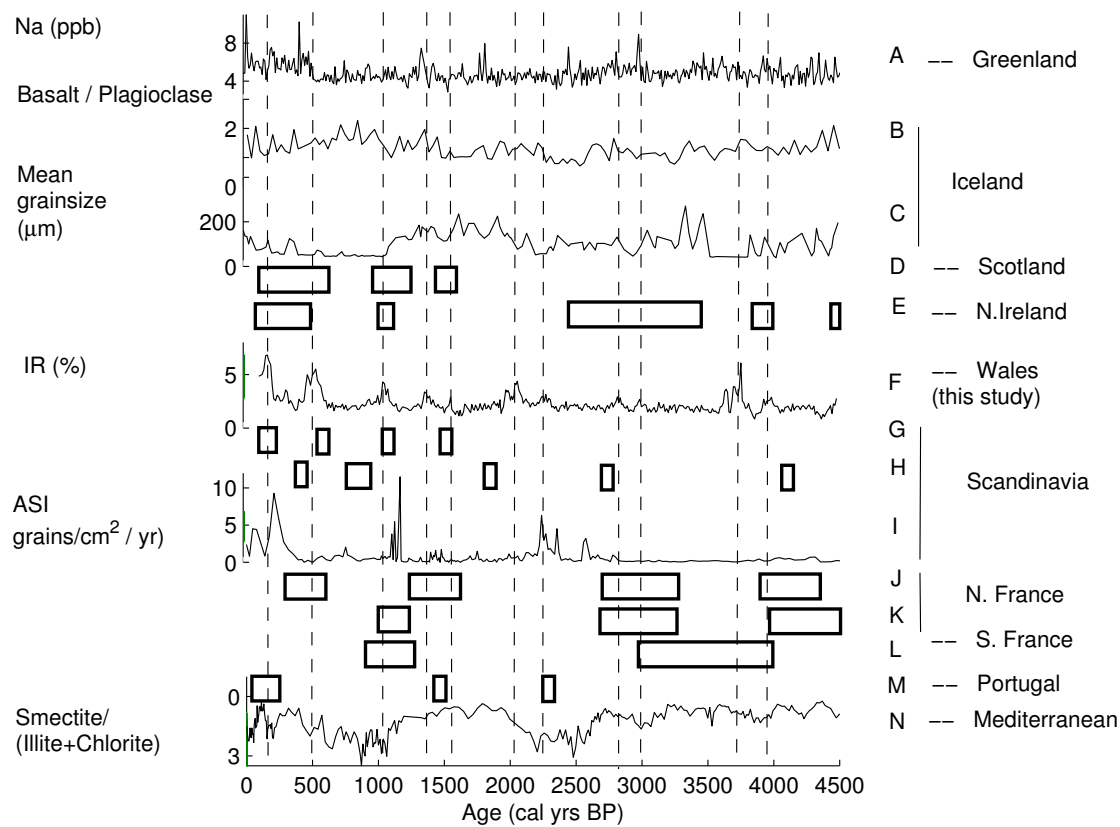 Na (ppb)
8
4
A -- Greenland
Basalt / Plagioclase
2
0
B
Iceland
Mean
grainsize
(μm)
200
0
C
D -- Scotland
E -- N.Ireland
IR (%)
5
0
F -- Wales
(this study)
G
H
Scandinavia
ASI
grains/cm² / yr)
10
5
0
I
J
N. France
K
L -- S. France
M -- Portugal
0
3
Smectite/
(Illite+Chlorite)
N -- Mediterranean
0 500 1000 1500 2000 2500 3000 3500 4000 4500
Age (cal yrs BP)